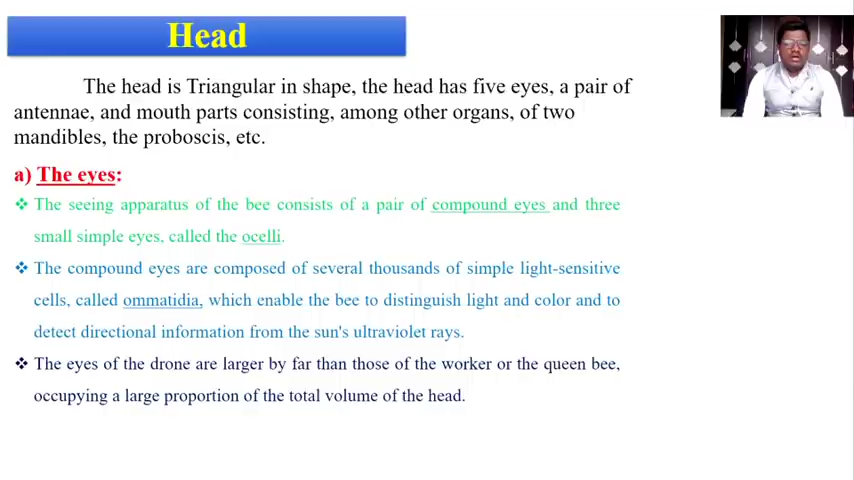 Head
The head is Triangular in shape, the head has five eyes, a pair of
antennae, and mouth parts consisting, among other organs, of two
mandibles, the proboscis, etc.
a) The eyes:
❖ The seeing apparatus of the bee consists of a pair of compound eyes and three
small simple eyes, called the ocelli.
❖ The compound eyes are composed of several thousands of simple light-sensitive
cells, called ommatidia, which enable the bee to distinguish light and color and to
detect directional information from the sun's ultraviolet rays.
❖ The eyes of the drone are larger by far than those of the worker or the queen bee,
occupying a large proportion of the total volume of the head.